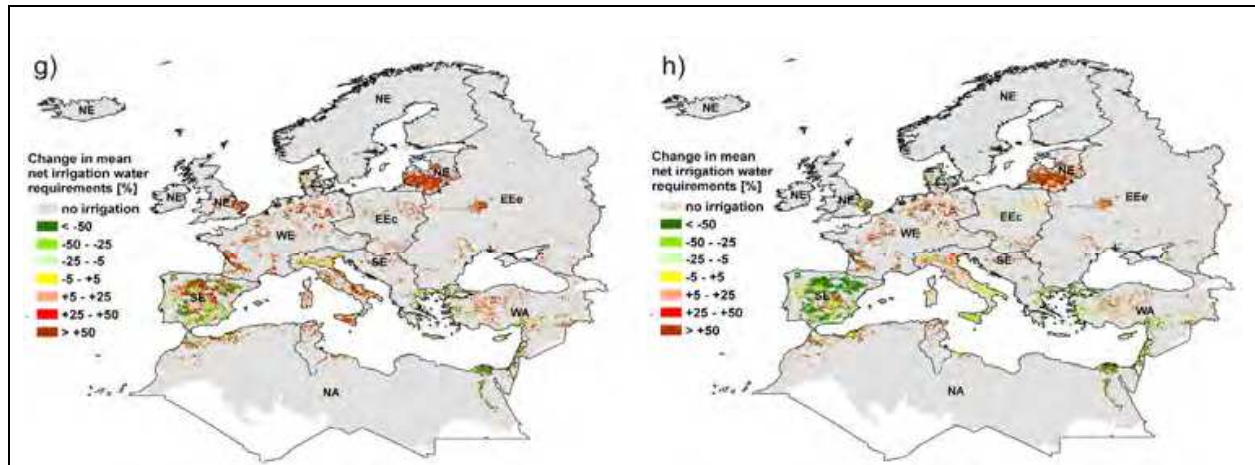 g)
NE
NE
Change in mean
net irrigation water
requirements [%]
no irrigation
< -50
-50 - -25
-25 - -5
-5 - +5
+5 - +25
+25 - +50
> +50
NE
NE
NE
EEe
EEc
WE
SE
SE
WA
NA
h)
NE
NE
Change in mean
net irrigation water
requirements [%]
no irrigation
< -50
-50 - -25
-25 - -5
-5 - +5
+5 - +25
+25 - +50
> +50
NE
NE
NE
EEe
EEc
WE
SE
SE
WA
NA